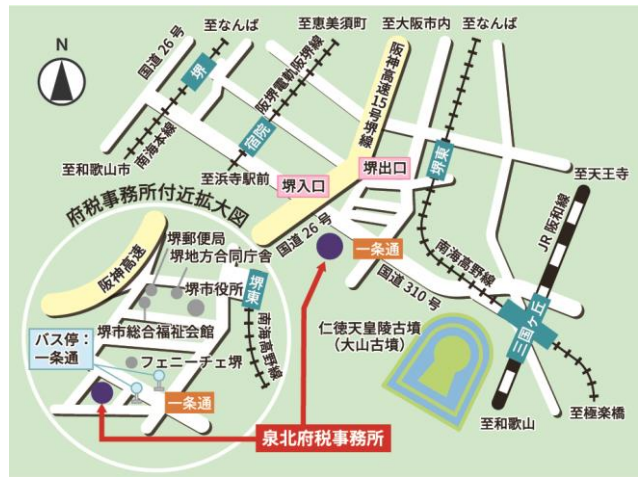 N
至なんば
至恵美須町
至大阪市内
至なんば
国道26号
堺
南海本線
阪堺電動阪堺線
宿院
阪神高速15号堺線
堺東
至和歌山市
至浜寺駅前
堺入口
堺出口
至天王寺
JR阪和線
府税事務所付近拡大図
国道26号
一条通
南海高野線
国道310号
三国ヶ丘
阪神高速
堺郵便局
堺地方合同庁舎
堺市役所
堺東
南海高野線
堺市総合福祉会館
バス停：
一条通
フェニーチェ堺
一条通
仁徳天皇陵古墳
（大山古墳）
泉北府税事務所
至和歌山
至極楽橋